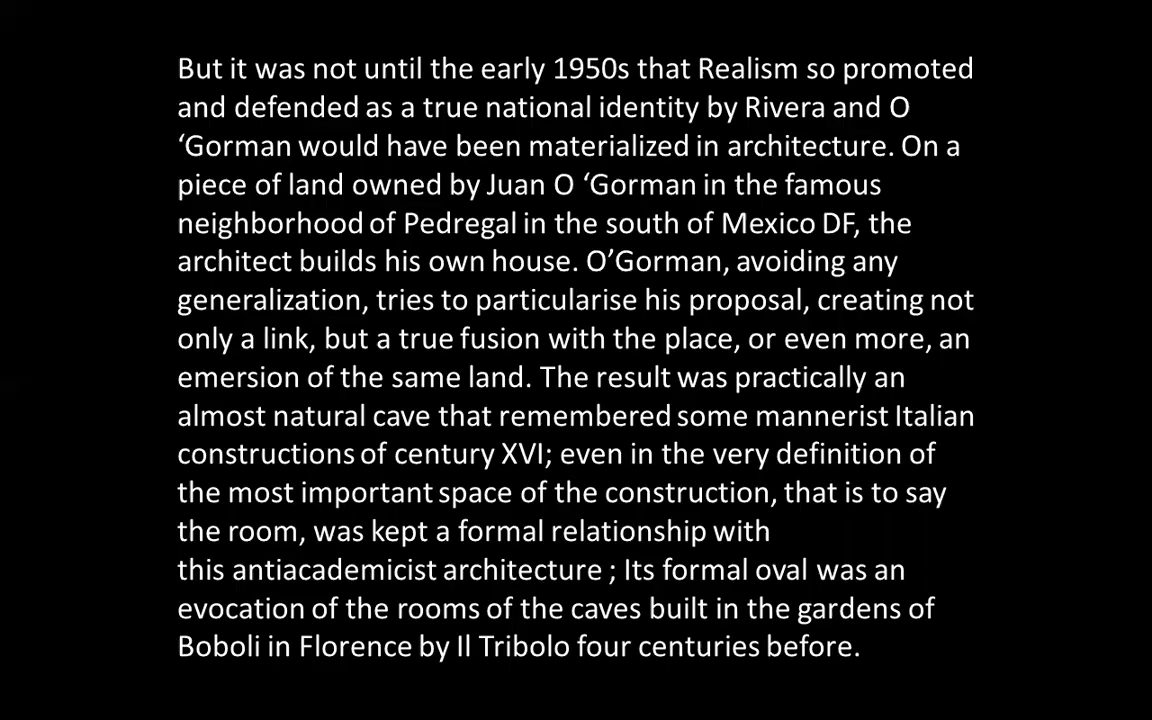 But it was not until the early 1950s that Realism so promoted
and defended as a true national identity by Rivera and O
‘Gorman would have been materialized in architecture. On a
piece of land owned by Juan O ‘Gorman in the famous
neighborhood of Pedregal in the south of Mexico DF, the
architect builds his own house. O’Gorman, avoiding any
generalization, tries to particularise his proposal, creating not
only a link, but a true fusion with the place, or even more, an
emersion of the same land. The result was practically an
almost natural cave that remembered some mannerist Italian
constructions of century XVI; even in the very definition of
the most important space of the construction, that is to say
the room, was kept a formal relationship with
this antiacademicist architecture ; Its formal oval was an
evocation of the rooms of the caves built in the gardens of
Boboli in Florence by Il Tribolo four centuries before.